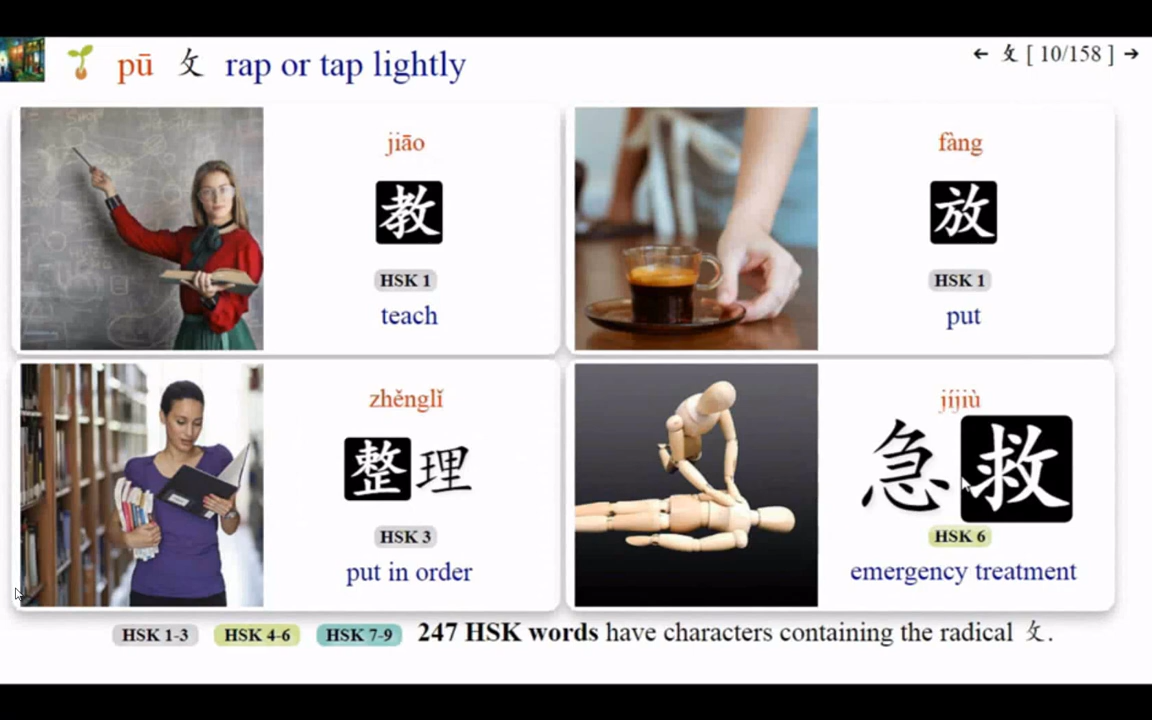 pū 攵 rap or tap lightly
← 攵 [ 10/158 ] →
jiāo
教
HSK 1
teach
fàng
放
HSK 1
put
zhěnglǐ
整理
HSK 3
put in order
jíjiù
急救
HSK 6
emergency treatment
HSK 1-3 HSK 4-6 HSK 7-9 247 HSK words have characters containing the radical 攵.